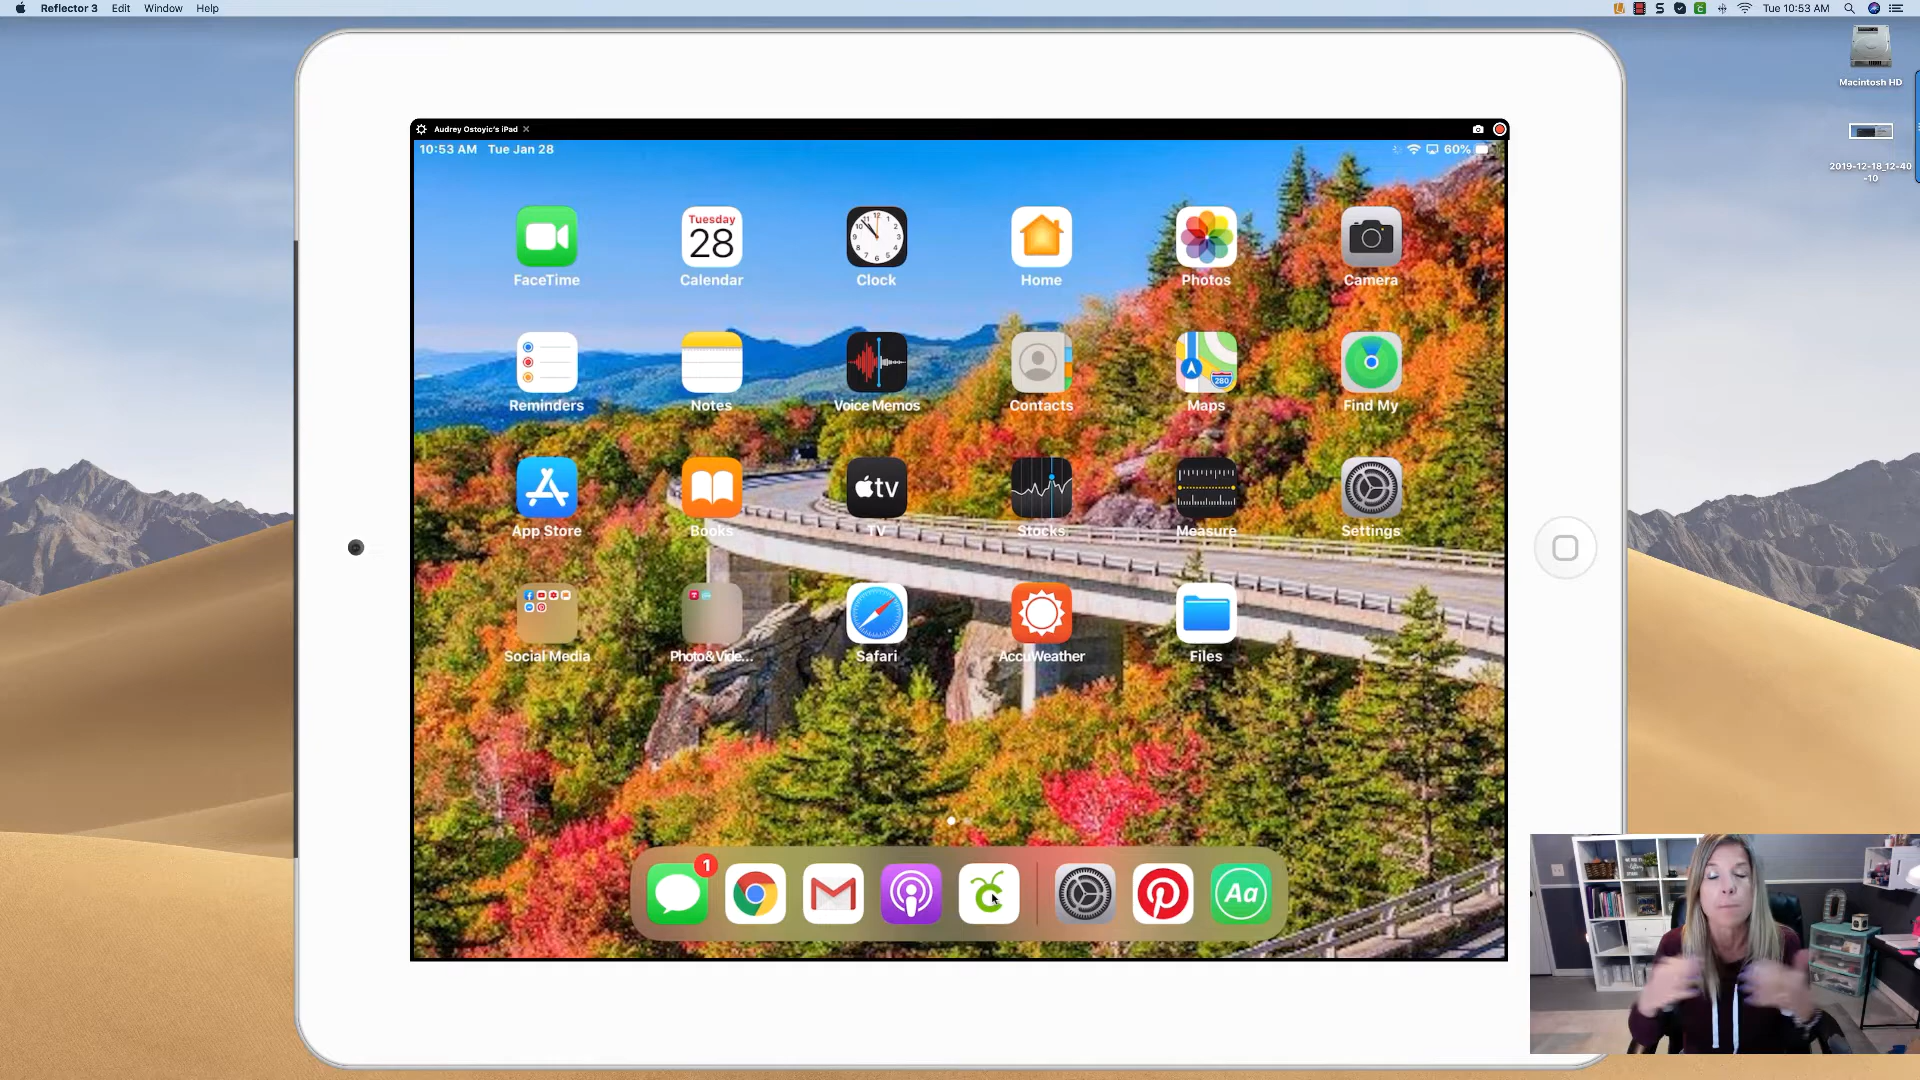 Reflector 3 Edit Window Help
Tue 10:53 AM
Macintosh HD
2019-12-18_12-40
-10
Audrey Ostoyic's iPad
10:53 AM Tue Jan 28
60%
Tuesday
28
FaceTime Calendar Clock Home Photos Camera
280
Reminders Notes Voice Memos Contacts Maps Find My
tv
App Store Books TV Stocks Measure Settings
Social Media Photo&Vide... Safari AccuWeather Files
1
Aa